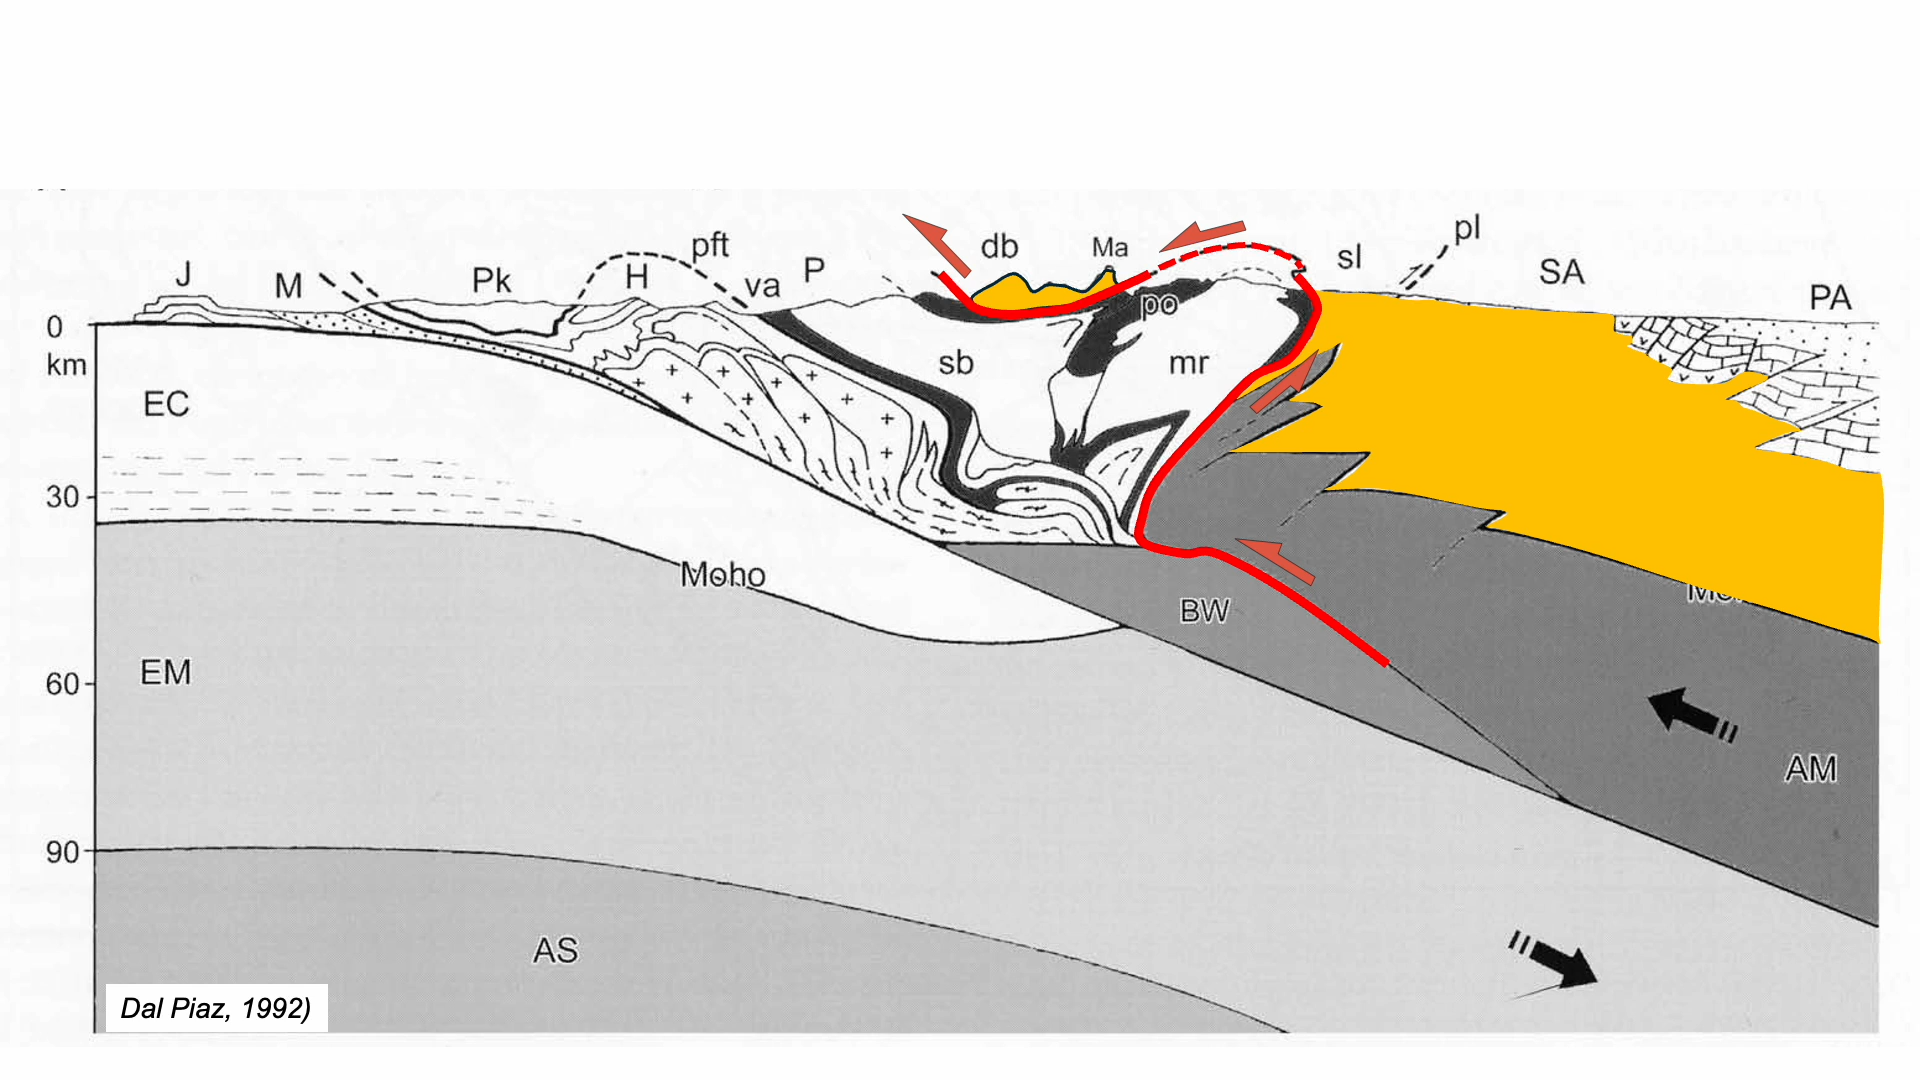 pft
db
Ma
sl
pl
J
M
Pk
H
va
P
SA
PA
po
0
km
sb
mr
EC
30
Moho
BW
60
EM
AM
90
AS
Dal Piaz, 1992)